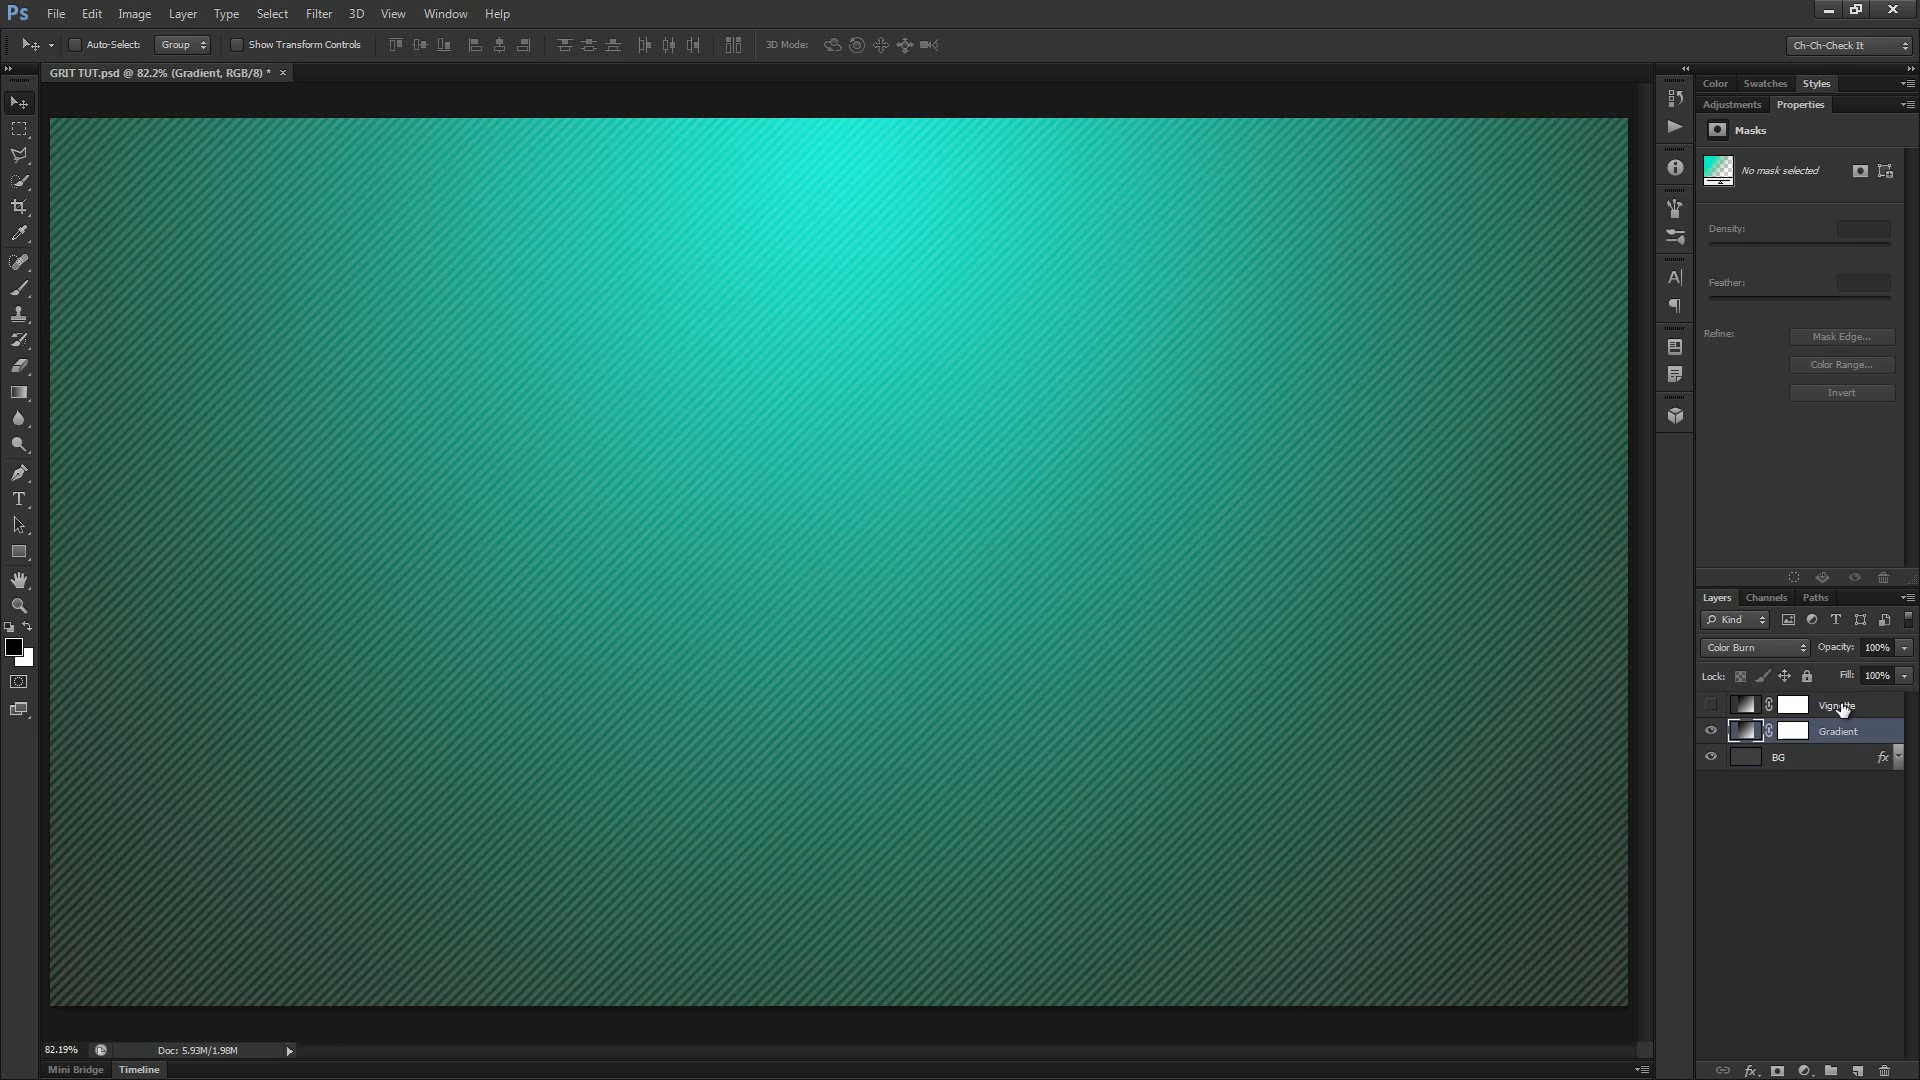 Ps File Edit Image Layer Type Select Filter 3D View Window Help
Auto-Select: Group Show Transform Controls 3D Mode: Ch-Ch-Check It
GRIT TUT.psd @ 82.2% (Gradient, RGB/8) * ×
Color Swatches Styles
Adjustments Properties
Masks
No mask selected
Density:
Feather:
Refine: Mask Edge...
Color Range...
Invert
Layers Channels Paths
Kind
Color Burn Opacity: 100%
Lock: Fill: 100%
Vignette
Gradient
BG fx
82.19% Doc: 5.93M/1.98M
Mini Bridge Timeline
fx